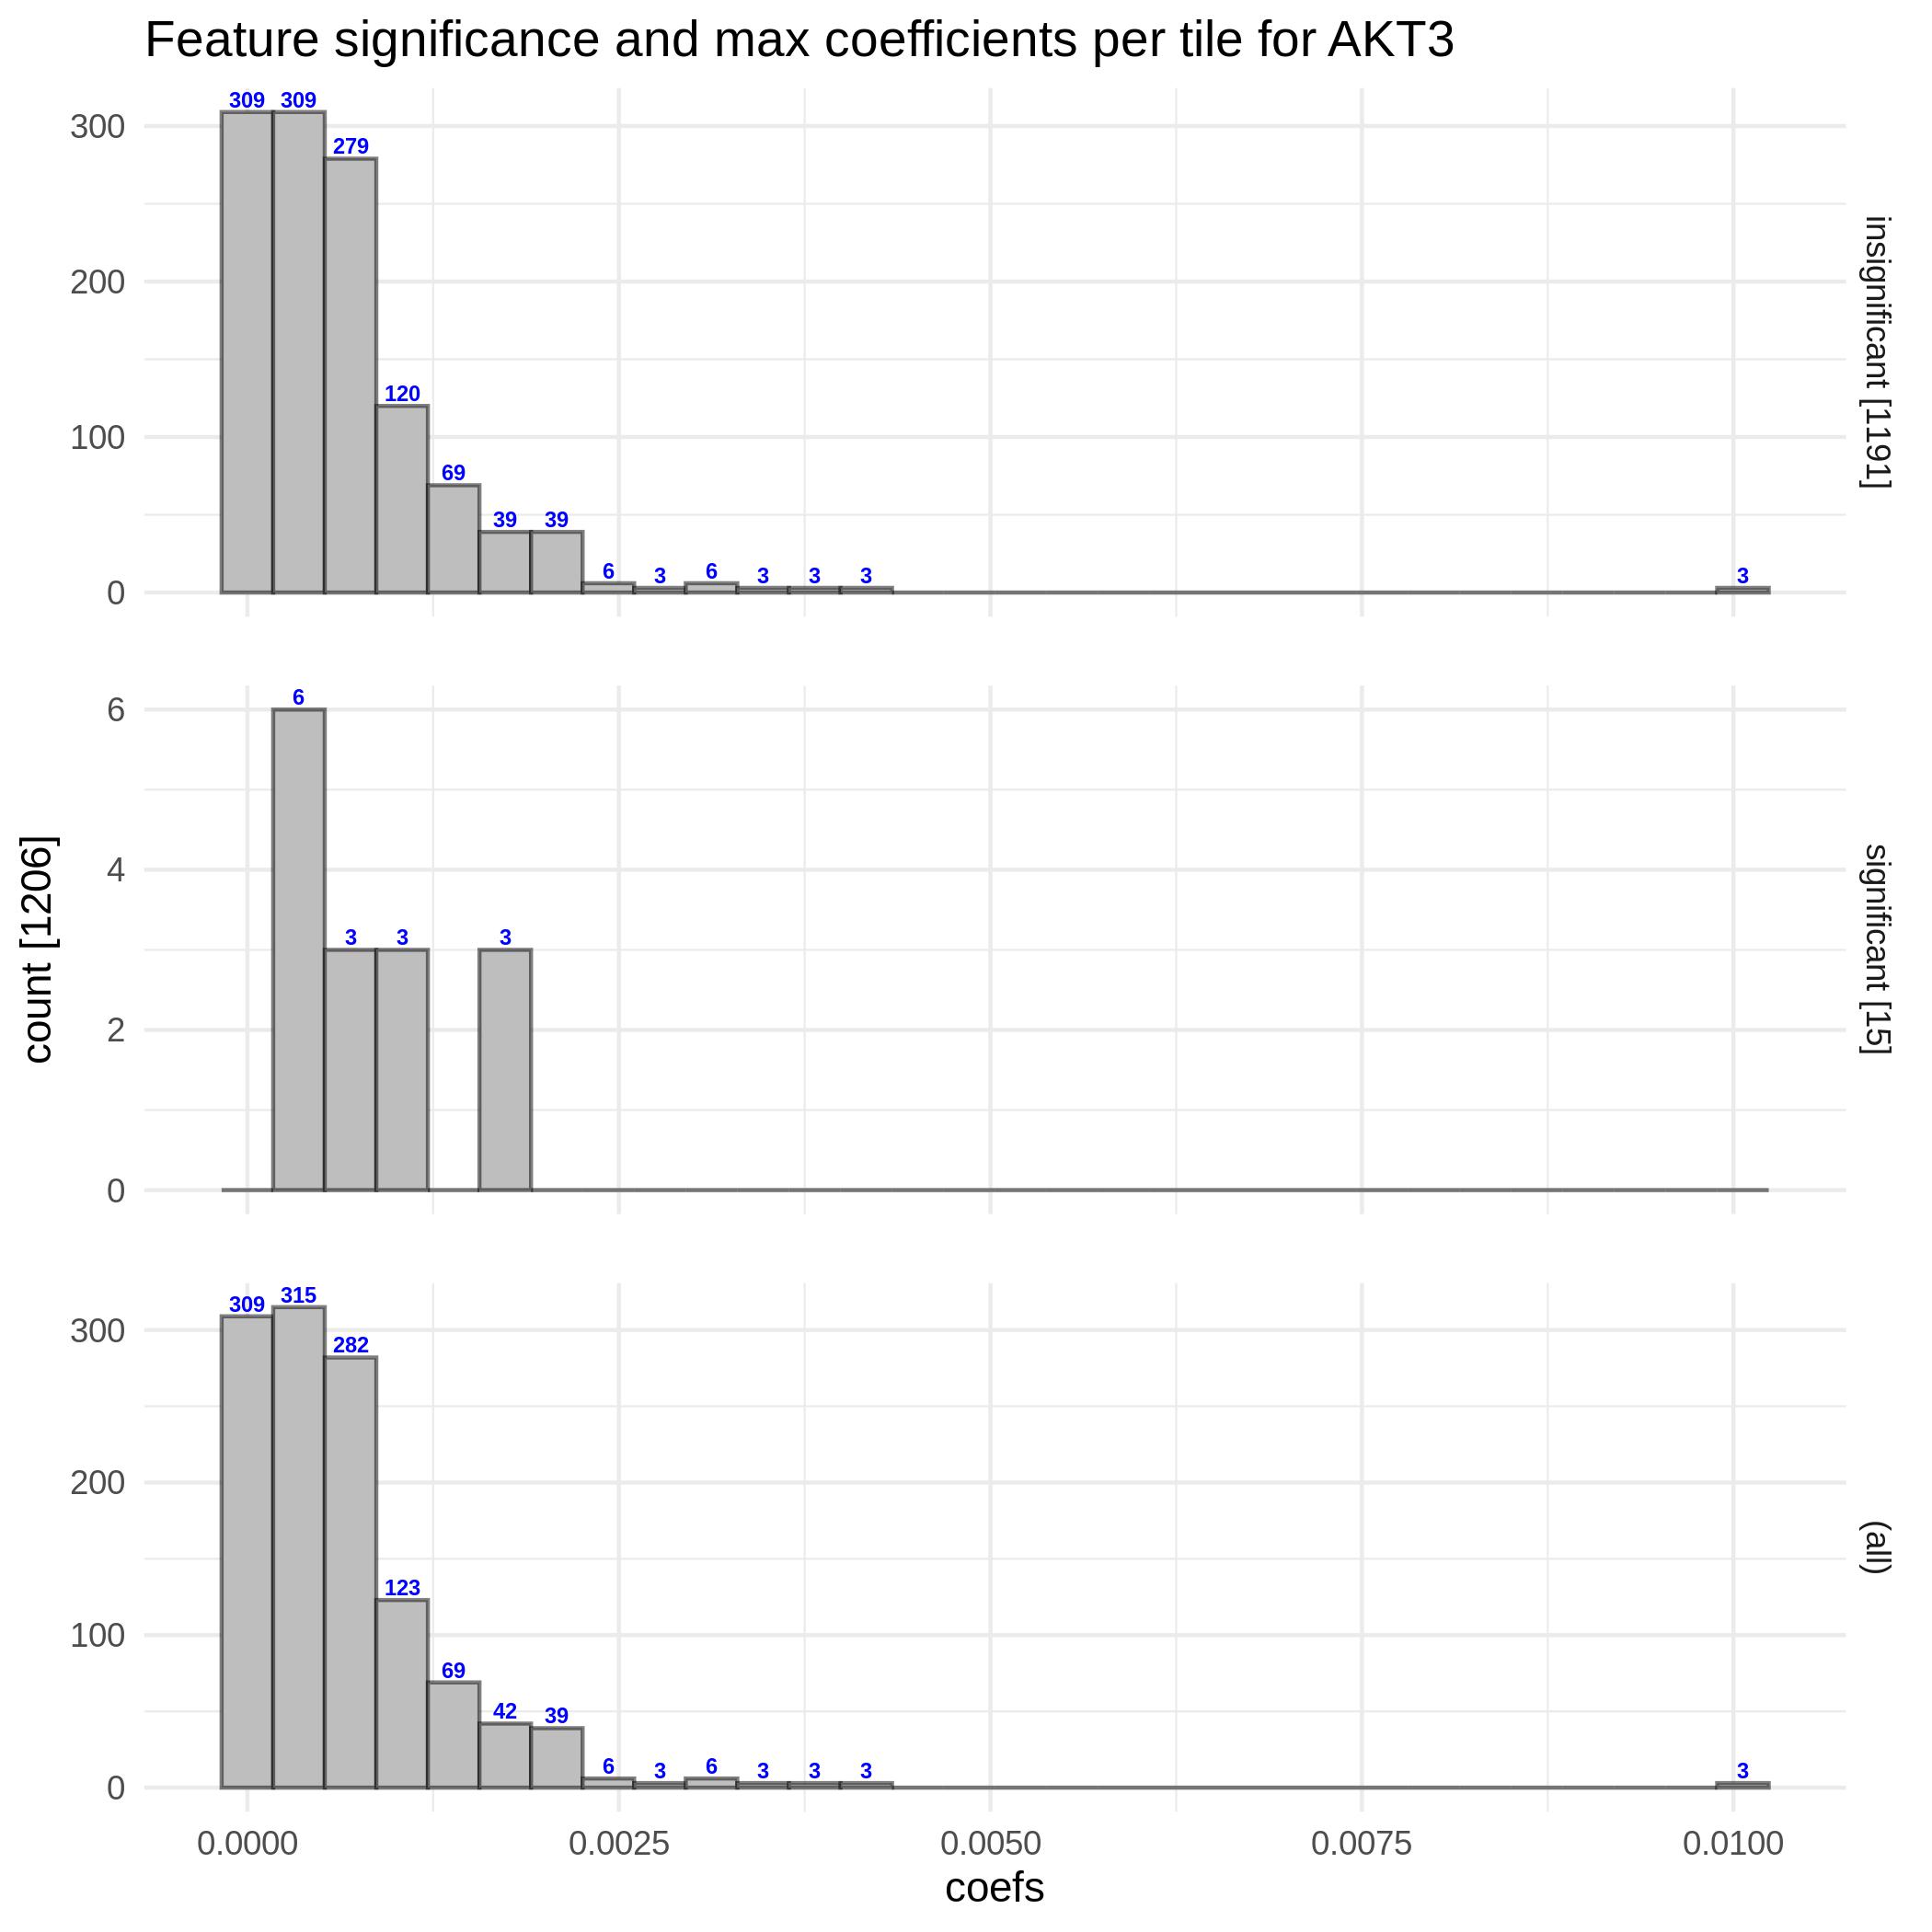 Feature significance and max coefficients per tile for AKT3
309 309
279
120
69
39 39
6 3 6 3 3 3 3
300
200
100
0
insignificant [1191]
6
3 3 3
6
4
2
0
significant [15]
count [1206]
309 315
282
123
69
42 39
6 3 6 3 3 3 3
300
200
100
0
(all)
0.0000 0.0025 0.0050 0.0075 0.0100
coefs